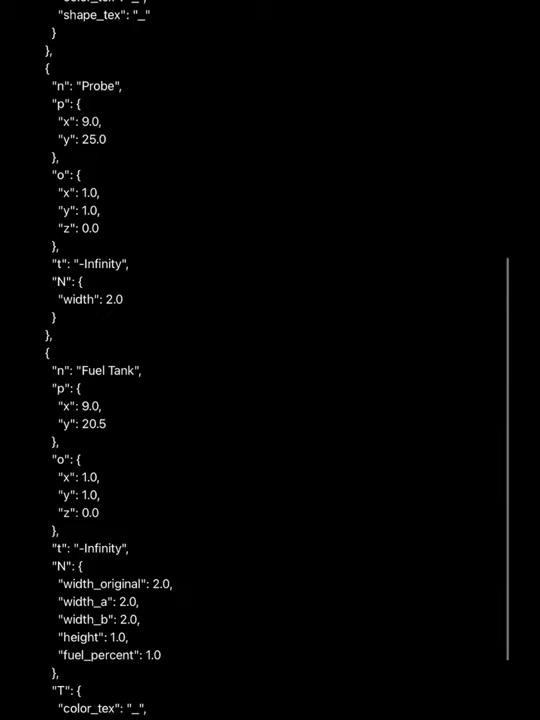 "color_tex": "_",
"shape_tex": "_"
}
},
{
"n": "Probe",
"p": {
"x": 9.0,
"y": 25.0
},
"o": {
"x": 1.0,
"y": 1.0,
"z": 0.0
},
"t": "-Infinity",
"N": {
"width": 2.0
}
},
{
"n": "Fuel Tank",
"p": {
"x": 9.0,
"y": 20.5
},
"o": {
"x": 1.0,
"y": 1.0,
"z": 0.0
},
"t": "-Infinity",
"N": {
"width_original": 2.0,
"width_a": 2.0,
"width_b": 2.0,
"height": 1.0,
"fuel_percent": 1.0
},
"T": {
"color_tex": "_",